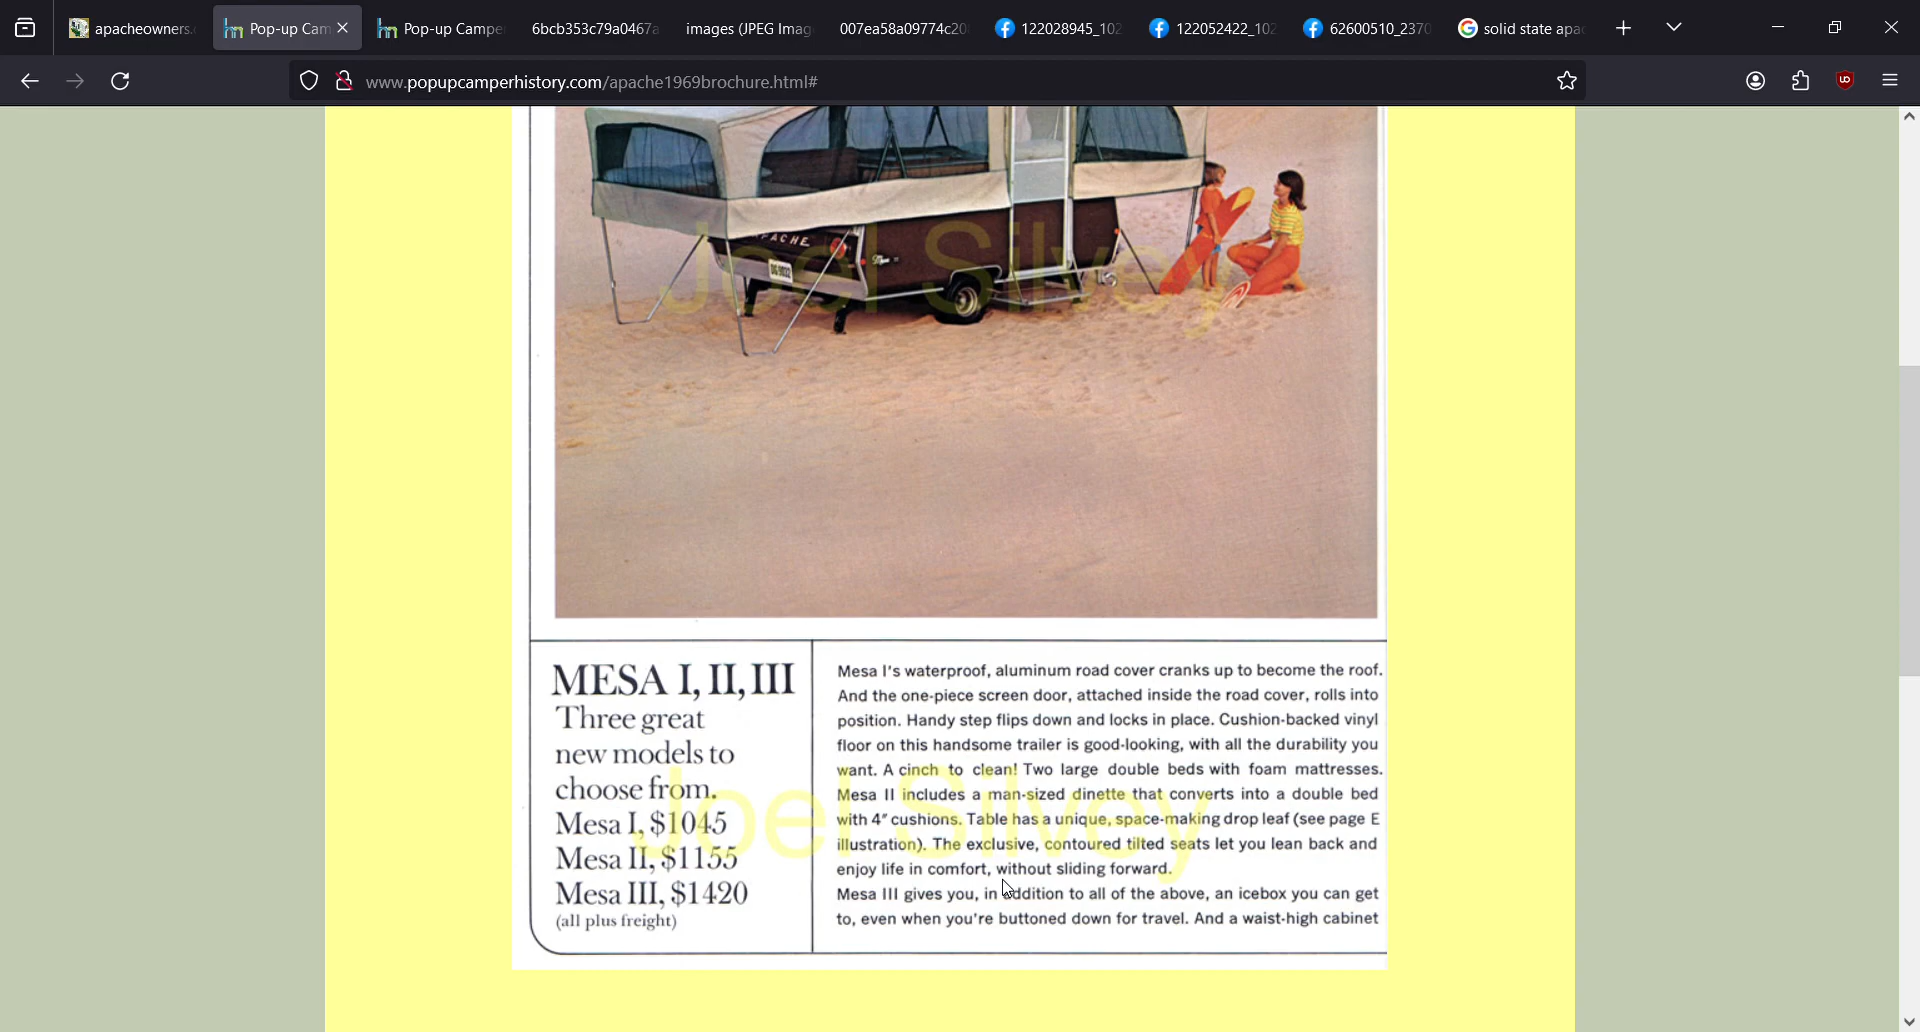 apacheowners.
Pop-up Cam
Pop-up Camper
6bcb353c79a0467a
images (JPEG Imag
007ea58a09774c20
122028945_102
122052422_102
62600510_2370
solid state apac
www.popupcamperhistory.com/apache1969brochure.html#
APACHE
Joel Silvey
MESA I, II, III
Three great
new models to
choose from.
Mesa I, $1045
Mesa II, $1155
Mesa III, $1420
(all plus freight)
Mesa I's waterproof, aluminum road cover cranks up to become the roof.
And the one-piece screen door, attached inside the road cover, rolls into
position. Handy step flips down and locks in place. Cushion-backed vinyl
floor on this handsome trailer is good-looking, with all the durability you
want. A cinch to clean! Two large double beds with foam mattresses.
Mesa II includes a man-sized dinette that converts into a double bed
with 4″ cushions. Table has a unique, space-making drop leaf (see page E
illustration). The exclusive, contoured tilted seats let you lean back and
enjoy life in comfort, without sliding forward.
Mesa III gives you, in addition to all of the above, an icebox you can get
to, even when you're buttoned down for travel. And a waist-high cabinet
Joel Silvey